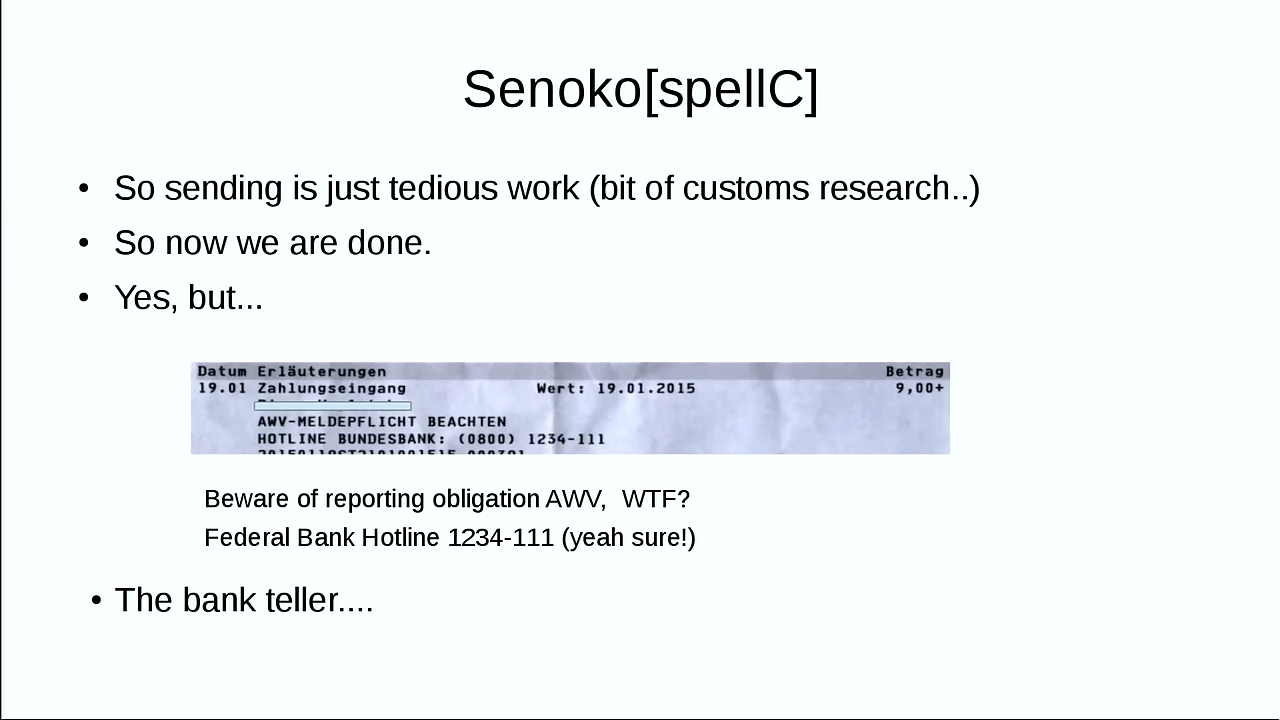 Senoko[spellC]
• So sending is just tedious work (bit of customs research..)
• So now we are done.
• Yes, but...
Datum Erläuterungen Betrag
19.01 Zahlungseingang Wert: 19.01.2015 9,00+
AWV-MELDEPFLICHT BEACHTEN
HOTLINE BUNDESBANK: (0800) 1234-111
Beware of reporting obligation AWV, WTF?
Federal Bank Hotline 1234-111 (yeah sure!)
• The bank teller....